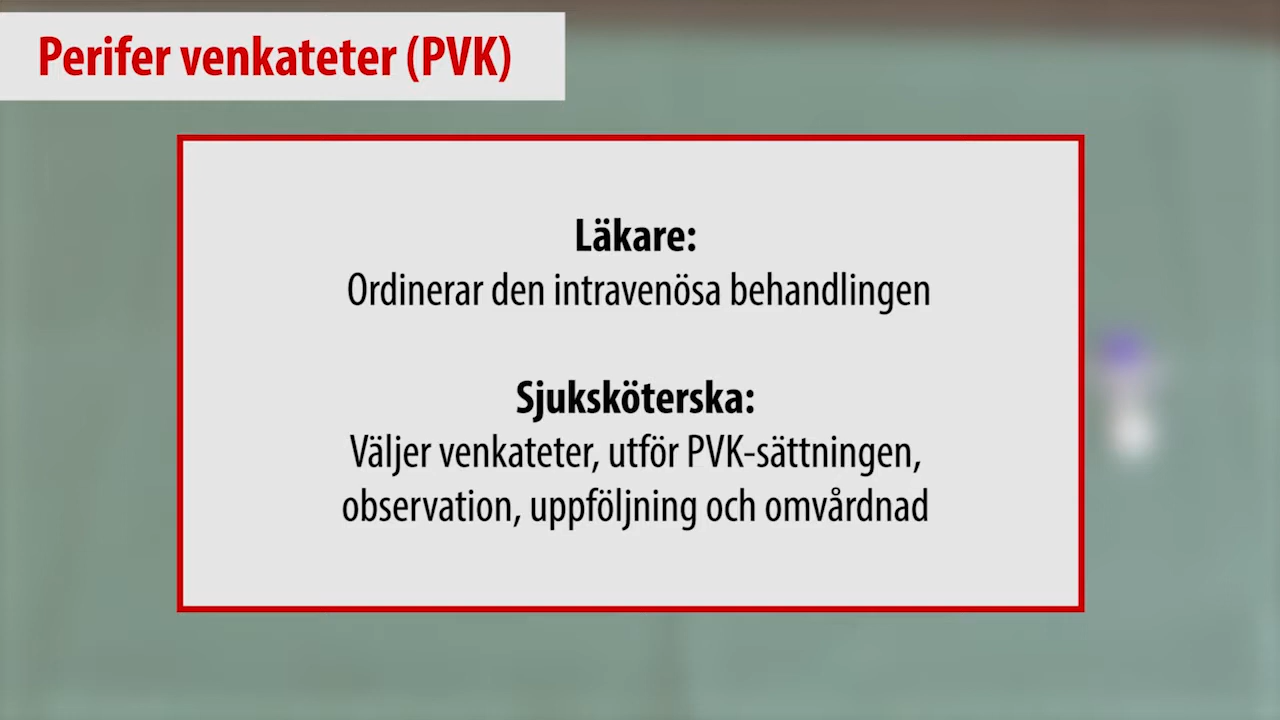 Perifer venkateter (PVK)
Läkare:
Ordinerar den intravenösa behandlingen
Sjuksköterska:
Väljer venkateter, utför PVK-sättningen,
observation, uppföljning och omvårdnad